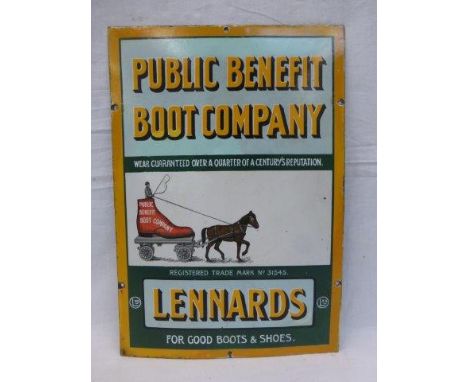 PUBLIC BENEFIT
BOOT COMPANY
WEAR GUARANTEED OVER A QUARTER OF A CENTURY'S REPUTATION.
PUBLIC
BENEFIT
BOOT COMPANY
REGISTERED TRADE MARK Nº 31545.
LENNARDS
FOR GOOD BOOTS & SHOES.